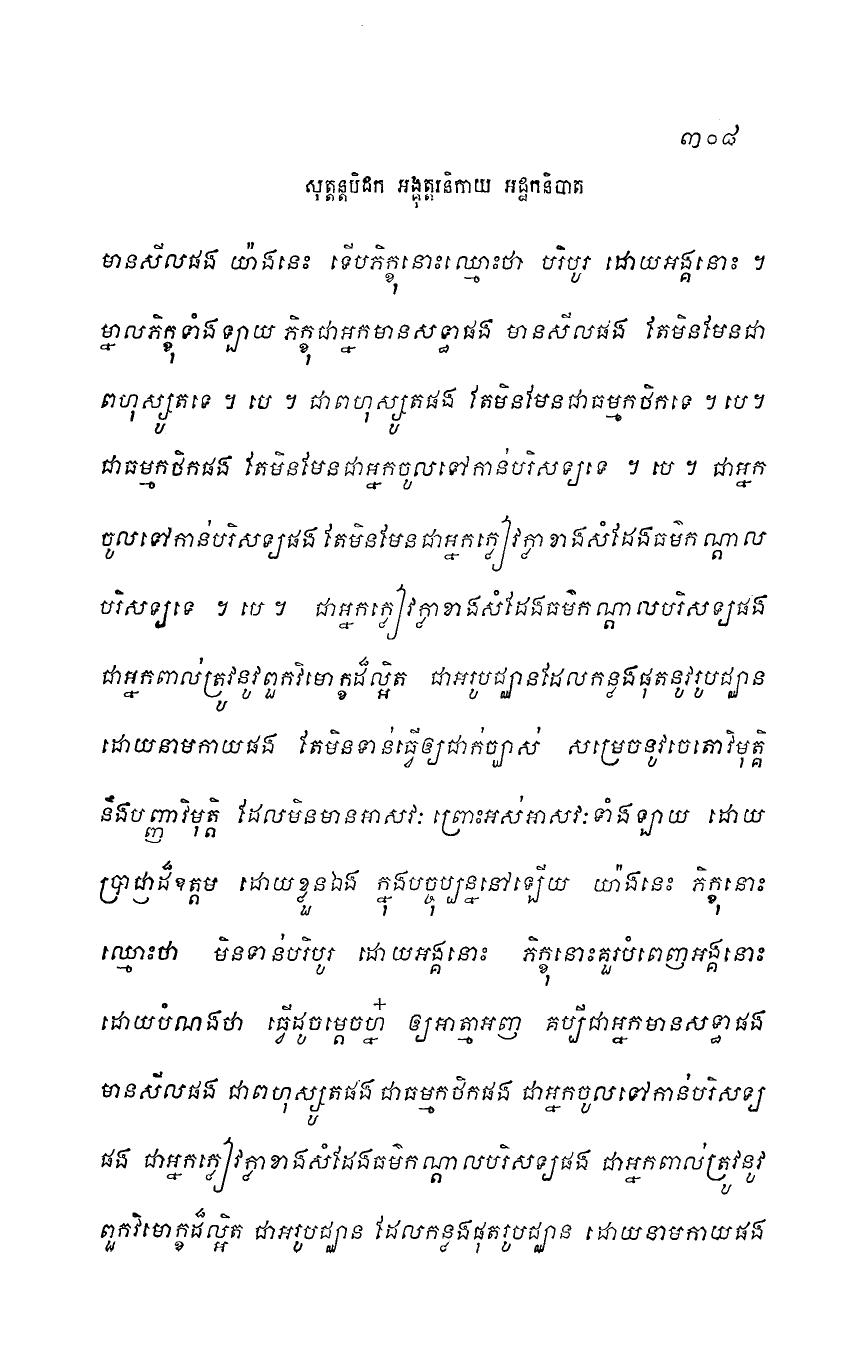 ៣០៨
សុត្តន្តបិដក អង្គុត្តរនិកាយ អដ្ឋកនិបាត
មានសីលផង យ៉ាងនេះ ទើបភិក្ខុនោះឈ្មោះថា បរិបូរ ដោយអង្គនោះ ។
ម្នាលភិក្ខុទាំងឡាយ ភិក្ខុជាអ្នកមានសទ្ធាផង មានសីលផង តែមិនមែនជា
ពហុស្សូតទេ ។ បេ ។ ជាពហុស្សូតផង តែមិនមែនជាធម្មកថិកទេ ។ បេ។
ជាធម្មកថិកផង តែមិនមែនជាអ្នកចូលទៅកាន់បរិសទ្យទេ ។ បេ ។ ជាអ្នក
ចូលទៅកាន់បរិសទ្យផង តែមិនមែនជាអ្នកក្លៀវក្លាខាងសំដែងធម៌កណ្តាល
បរិសទ្យទេ ។ បេ ។ ជាអ្នកក្លៀវក្លាខាងសំដែងធម៌កណ្តាលបរិសទ្យផង
ជាអ្នកពាល់ត្រូវនូវពួកវិមោក្ខដ៏ល្អិត ជាអរូបជ្ឈានដែលកន្លងផុតនូវរូបជ្ឈាន
ដោយនាមកាយផង តែមិនទាន់ធ្វើឲ្យជាក់ច្បាស់ សម្រេចនូវចេតោវិមុត្តិ
និងបញ្ញាវិមុត្តិ ដែលមិនមានអាសវៈ ព្រោះអស់អាសវៈទាំងឡាយ ដោយ
ប្រាជ្ញាដ៏ឧត្តម ដោយខ្លួនឯង ក្នុងបច្ចុប្បន្ននៅឡើយ យ៉ាងនេះ ភិក្ខុនោះ
ឈ្មោះថា មិនទាន់បរិបូរ ដោយអង្គនោះ ភិក្ខុនោះគួរបំពេញអង្គនោះ
ដោយបំណងថា ធ្វើដូចម្តេចហ្ន៎ ឲ្យអាត្មាអញ គប្បីជាអ្នកមានសទ្ធាផង
មានសីលផង ជាពហុស្សូតផង ជាធម្មកថិកផង ជាអ្នកចូលទៅកាន់បរិសទ្យ
ផង ជាអ្នកក្លៀវក្លាខាងសំដែងធម៌កណ្តាលបរិសទ្យផង ជាអ្នកពាល់ត្រូវនូវ
ពួកវិមោក្ខដ៏ល្អិត ជាអរូបជ្ឈាន ដែលកន្លងផុតរូបជ្ឈាន ដោយនាមកាយផង